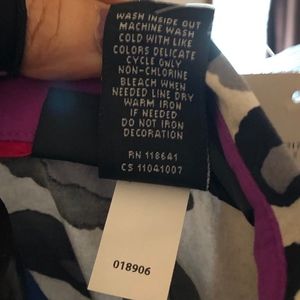 WASH INSIDE OUT
MACHINE WASH
COLD WITH LIKE
COLORS DELICATE
CYCLE ONLY
NON-CHLORINE
BLEACH WHEN
NEEDED LINE DRY
WARM IRON
IF NEEDED
DO NOT IRON
DECORATION
RN 118641
CS 11041007
018906